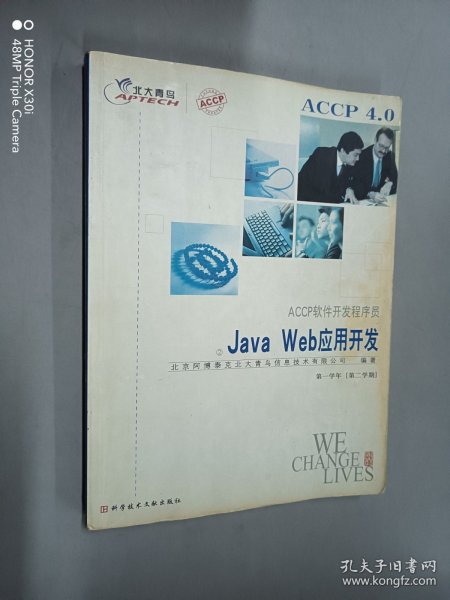 HONOR X30i
48MP Triple Camera
北大青鸟
APTECH
ACCP
ACCP 4.0
ACCP软件开发程序员
② Java Web应用开发
北京阿博泰克北大青鸟信息技术有限公司 编著
第一学年[第二学期]
WE
CHANGE
LIVES
科学技术文献出版社
孔夫子旧书网
www.kongfz.com